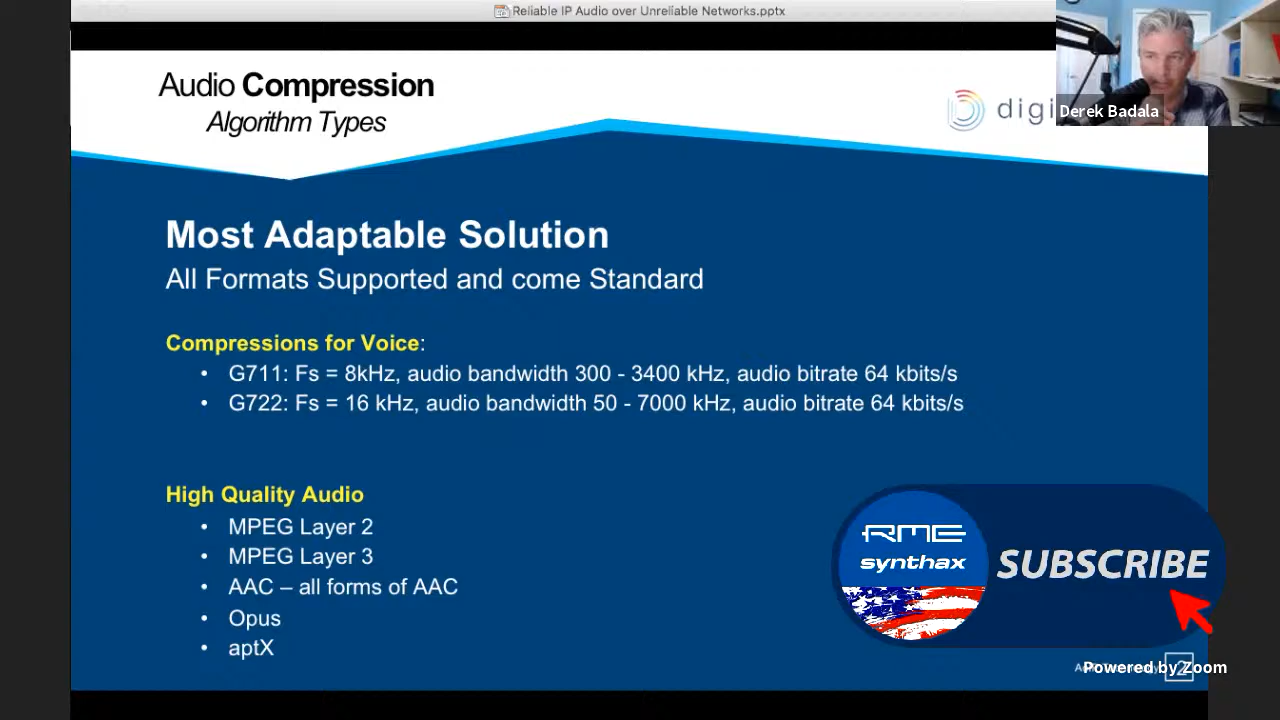 Reliable IP Audio over Unreliable Networks.pptx
Audio Compression
Algorithm Types
digi
Derek Badala
Most Adaptable Solution
All Formats Supported and come Standard
Compressions for Voice:
• G711: Fs = 8kHz, audio bandwidth 300 - 3400 kHz, audio bitrate 64 kbits/s
• G722: Fs = 16 kHz, audio bandwidth 50 - 7000 kHz, audio bitrate 64 kbits/s
High Quality Audio
• MPEG Layer 2
• MPEG Layer 3
• AAC – all forms of AAC
• Opus
• aptX
RME
synthax
SUBSCRIBE
Powered by Zoom
2